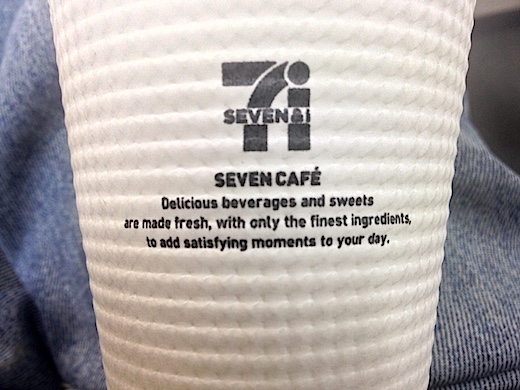 7i
SEVEN&i
SEVEN CAFÉ
Delicious beverages and sweets
are made fresh, with only the finest ingredients,
to add satisfying moments to your day.